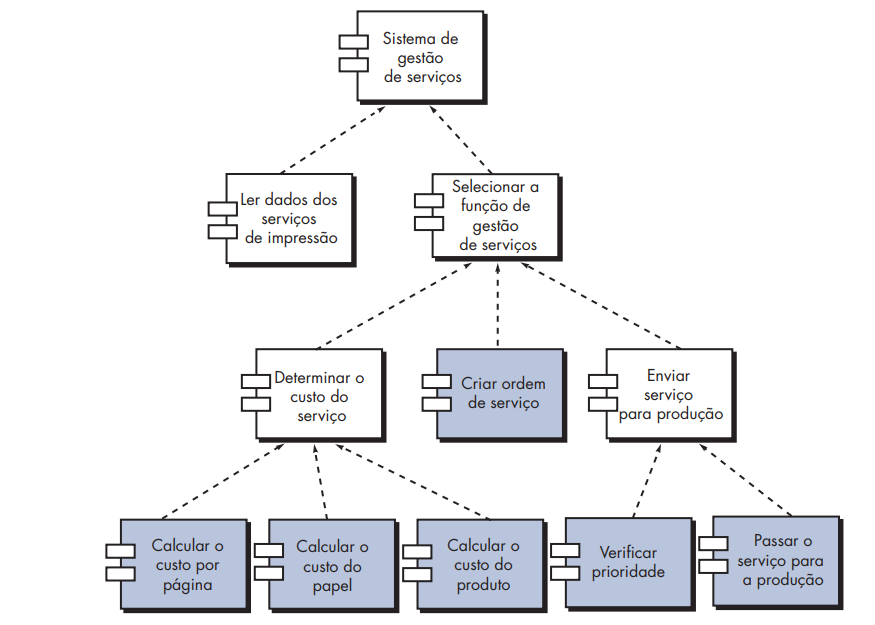 Sistema de
gestão
de serviços
Ler dados dos
serviços
de impressão
Selecionar a
função de
gestão
de serviços
Determinar o
custo do
serviço
Criar ordem
de serviço
Enviar
serviço
para produção
Calcular o
custo por
página
Calcular o
custo do
papel
Calcular o
custo do
produto
Verificar
prioridade
Passar o
serviço para
a produção